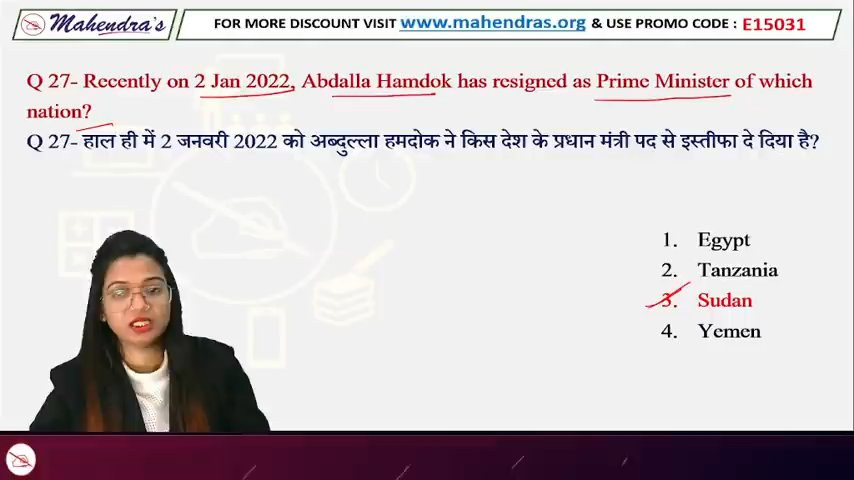 Mahendra's
FOR MORE DISCOUNT VISIT www.mahendras.org & USE PROMO CODE : E15031
Q 27- Recently on 2 Jan 2022, Abdalla Hamdok has resigned as Prime Minister of which
nation?
Q 27- हाल ही में 2 जनवरी 2022 को अब्दुल्ला हमदोक ने किस देश के प्रधान मंत्री पद से इस्तीफा दे दिया है?
1. Egypt
2. Tanzania
3. Sudan
4. Yemen